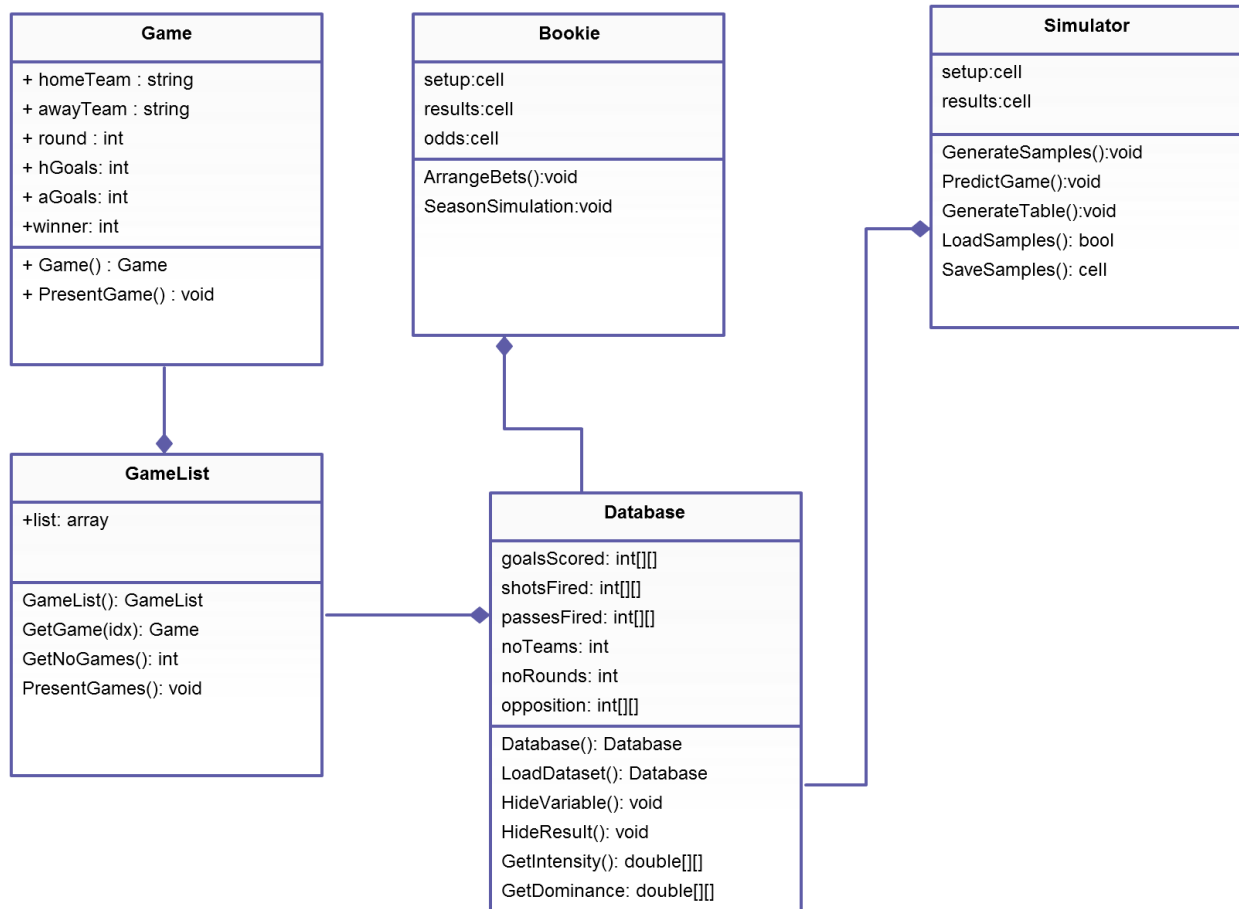 Game
+ homeTeam : string
+ awayTeam : string
+ round : int
+ hGoals: int
+ aGoals: int
+winner: int
+ Game() : Game
+ PresentGame() : void
Bookie
setup:cell
results:cell
odds:cell
ArrangeBets():void
SeasonSimulation:void
Simulator
setup:cell
results:cell
GenerateSamples():void
PredictGame():void
GenerateTable():void
LoadSamples(): bool
SaveSamples(): cell
GameList
+list: array
GameList(): GameList
GetGame(idx): Game
GetNoGames(): int
PresentGames(): void
Database
goalsScored: int[][]
shotsFired: int[][]
passesFired: int[][]
noTeams: int
noRounds: int
opposition: int[][]
Database(): Database
LoadDataset(): Database
HideVariable(): void
HideResult(): void
GetIntensity(): double[][]
GetDominance: double[][]